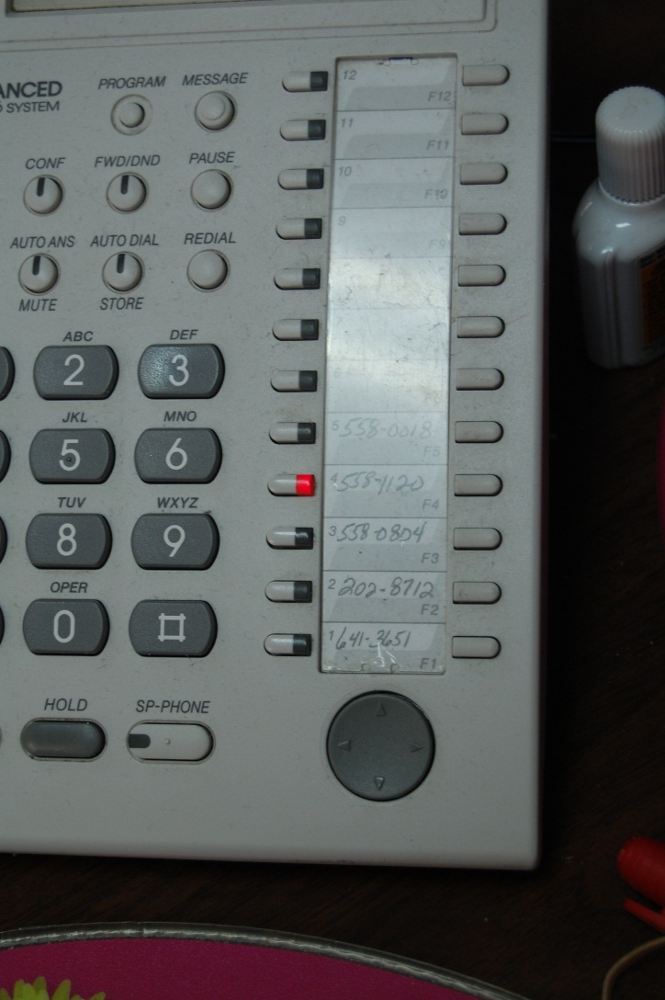 ANCED
SYSTEM
PROGRAM MESSAGE
CONF FWD/DND PAUSE
AUTO ANS AUTO DIAL REDIAL
MUTE STORE
ABC DEF
2 3
JKL MNO
5 6
TUV WXYZ
8 9
OPER
0 #
HOLD SP-PHONE
12 F12
11 F11
10 F10
9 F9
5 558-0018 F5
4 558-1120 F4
3 558-0804 F3
2 202-8712 F2
1 641-3651 F1